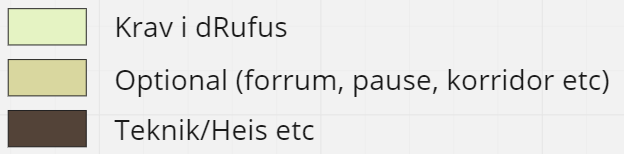 Krav i dRufus
Optional (forrum, pause, korridor etc)
Teknik/Heis etc